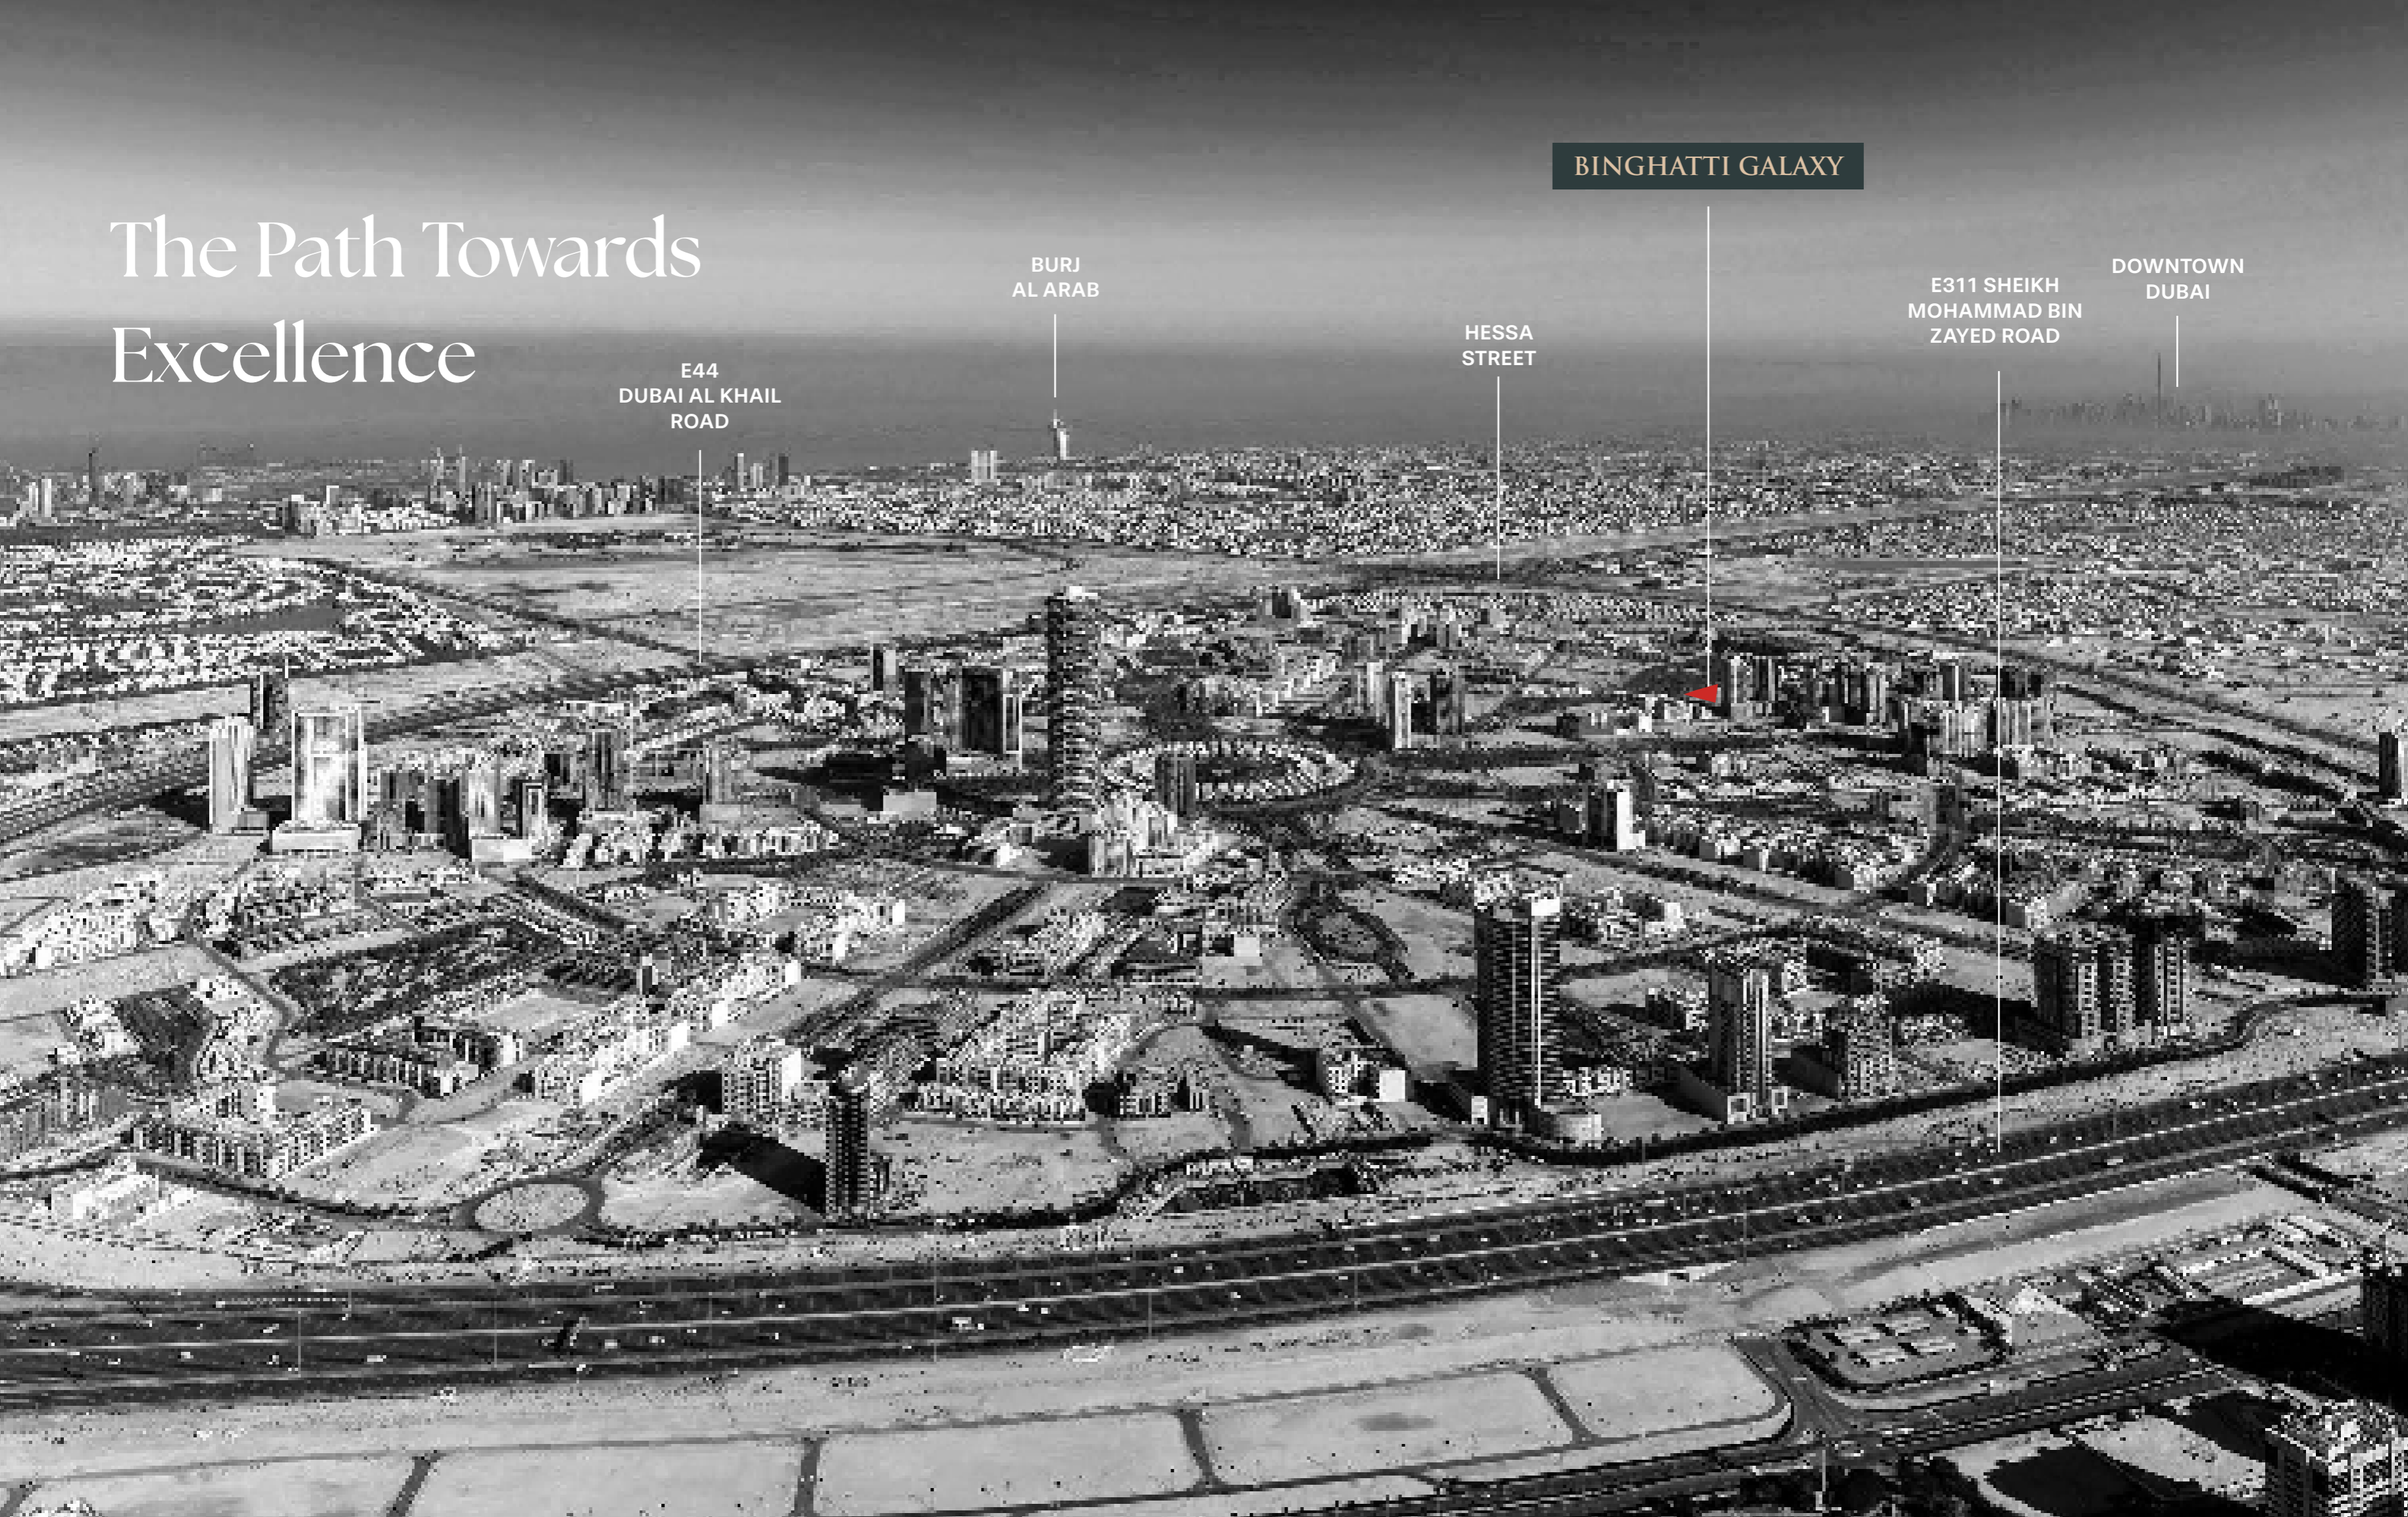 The Path Towards
Excellence
E44
DUBAI AL KHAIL
ROAD
BURJ
AL ARAB
HESSA
STREET
BINGHATTI GALAXY
E311 SHEIKH
MOHAMMAD BIN
ZAYED ROAD
DOWNTOWN
DUBAI